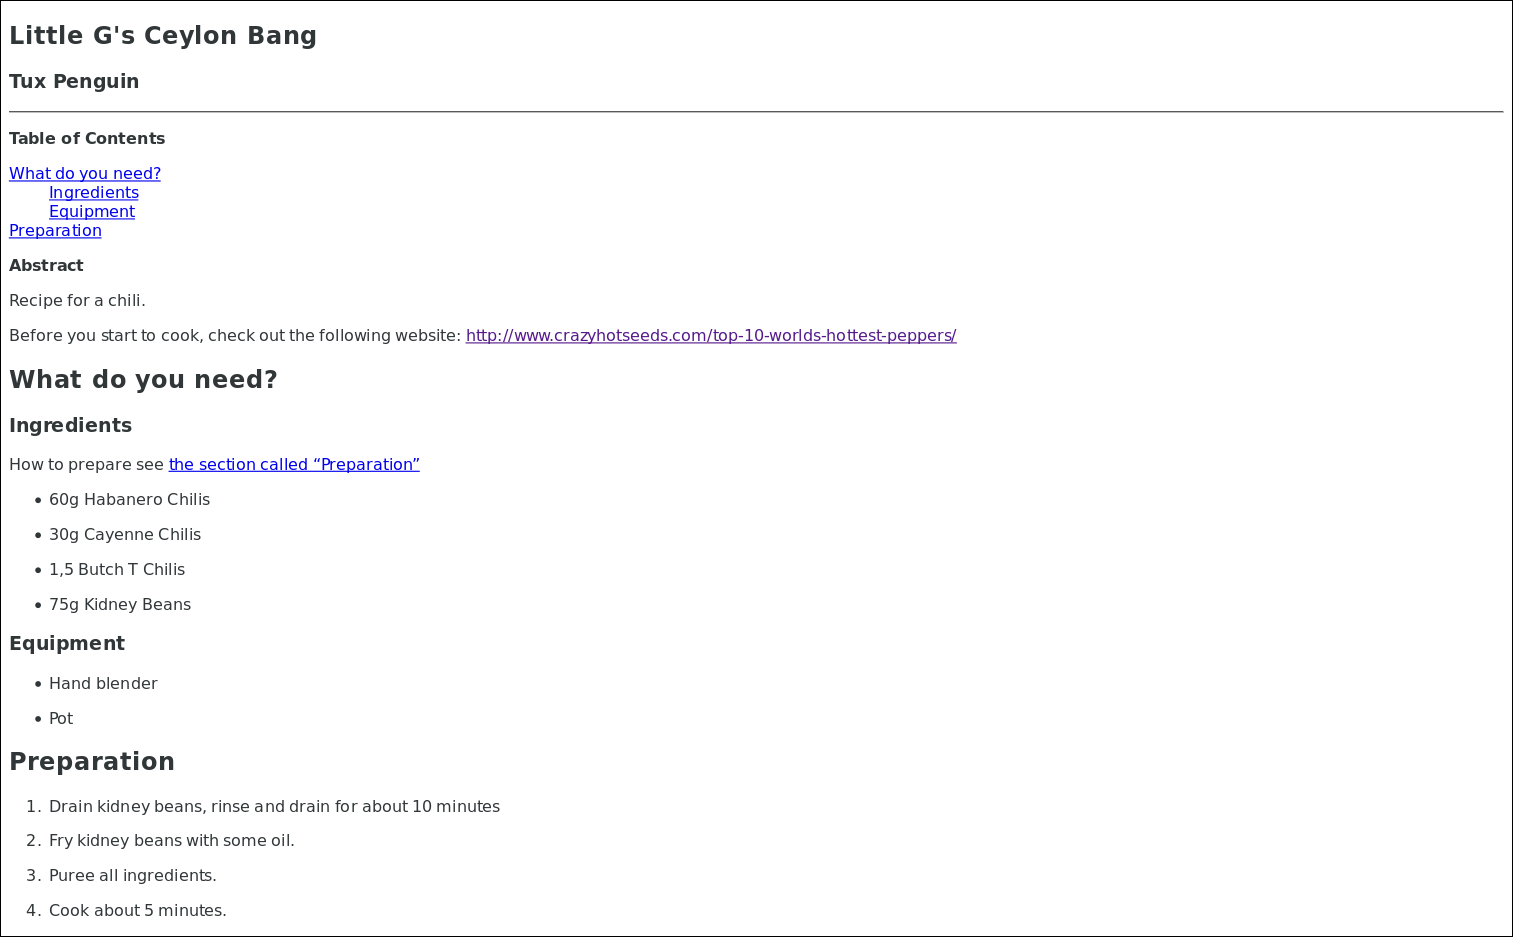 Little G's Ceylon Bang
Tux Penguin
Table of Contents
What do you need?
Ingredients
Equipment
Preparation
Abstract
Recipe for a chili.
Before you start to cook, check out the following website: http://www.crazyhotseeds.com/top-10-worlds-hottest-peppers/
What do you need?
Ingredients
How to prepare see the section called “Preparation”
• 60g Habanero Chilis
• 30g Cayenne Chilis
• 1,5 Butch T Chilis
• 75g Kidney Beans
Equipment
• Hand blender
• Pot
Preparation
1. Drain kidney beans, rinse and drain for about 10 minutes
2. Fry kidney beans with some oil.
3. Puree all ingredients.
4. Cook about 5 minutes.